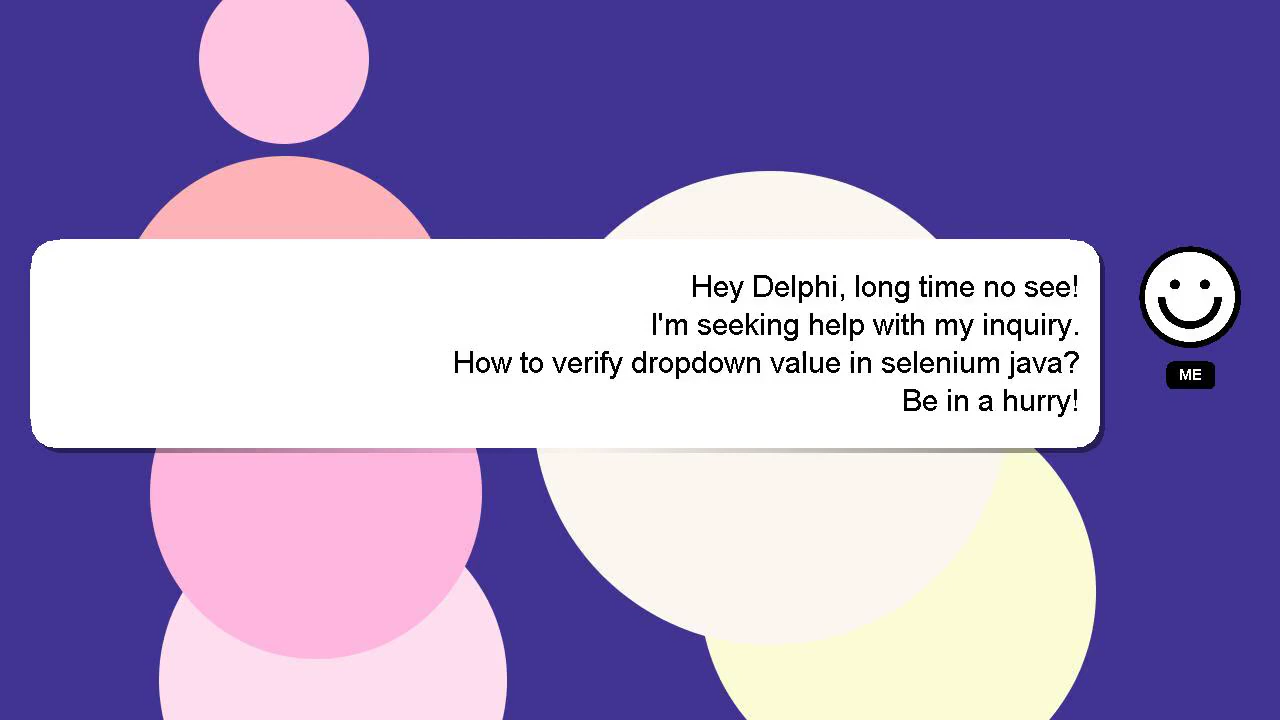 Hey Delphi, long time no see!
I'm seeking help with my inquiry.
How to verify dropdown value in selenium java?
Be in a hurry!
ME